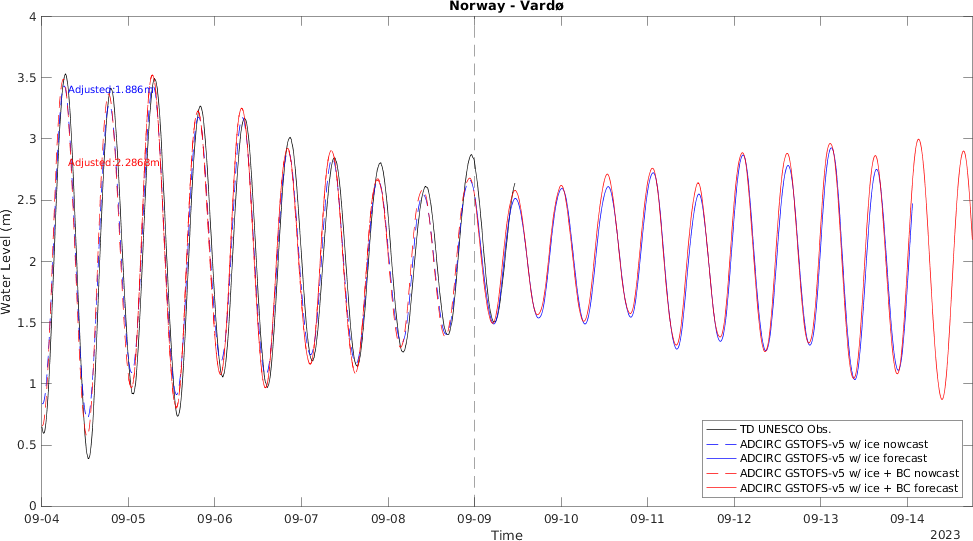 Norway - Vardø
4
3.5
3
2.5
2
1.5
1
0.5
0
Water Level (m)
Adjusted:1.886m
Adjusted:2.2868m
TD UNESCO Obs.
ADCIRC GSTOFS-v5 w/ ice nowcast
ADCIRC GSTOFS-v5 w/ ice forecast
ADCIRC GSTOFS-v5 w/ ice + BC nowcast
ADCIRC GSTOFS-v5 w/ ice + BC forecast
09-04 09-05 09-06 09-07 09-08 09-09 09-10 09-11 09-12 09-13 09-14
Time
2023